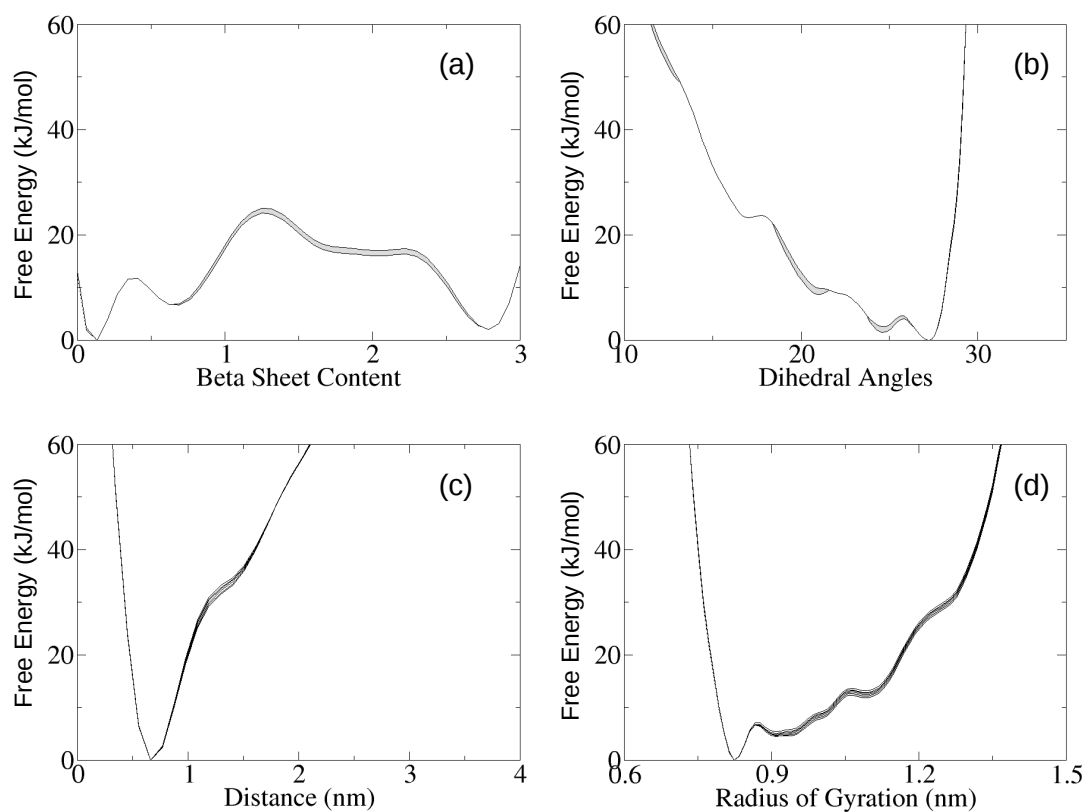 (a)
Free Energy (kJ/mol)
60
40
20
0
0 1 2 3
Beta Sheet Content
(b)
Free Energy (kJ/mol)
60
40
20
0
10 20 30
Dihedral Angles
(c)
Free Energy (kJ/mol)
60
40
20
0
0 1 2 3 4
Distance (nm)
(d)
Free Energy (kJ/mol)
60
40
20
0
0.6 0.9 1.2 1.5
Radius of Gyration (nm)